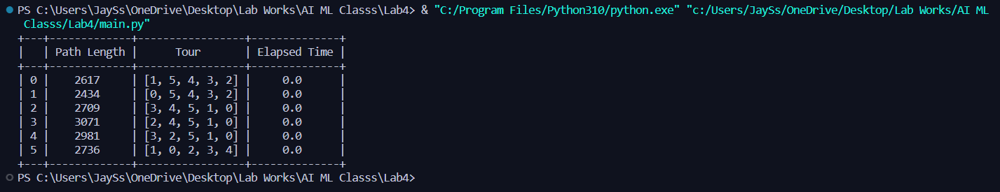 PS C:\Users\JaySs\OneDrive\Desktop\Lab Works\AI ML Classs\Lab4> & "C:/Program Files/Python310/python.exe" "c:/Users/JaySs/OneDrive/Desktop/Lab Works/AI ML
 Classs/Lab4/main.py"
+---+-------------+-----------------+--------------+
|   | Path Length |      Tour       | Elapsed Time |
+---+-------------+-----------------+--------------+
| 0 |    2617     | [1, 5, 4, 3, 2] |     0.0      |
| 1 |    2434     | [0, 5, 4, 3, 2] |     0.0      |
| 2 |    2709     | [3, 4, 5, 1, 0] |     0.0      |
| 3 |    3071     | [2, 4, 5, 1, 0] |     0.0      |
| 4 |    2981     | [3, 2, 5, 1, 0] |     0.0      |
| 5 |    2736     | [1, 0, 2, 3, 4] |     0.0      |
+---+-------------+-----------------+--------------+
PS C:\Users\JaySs\OneDrive\Desktop\Lab Works\AI ML Classs\Lab4>